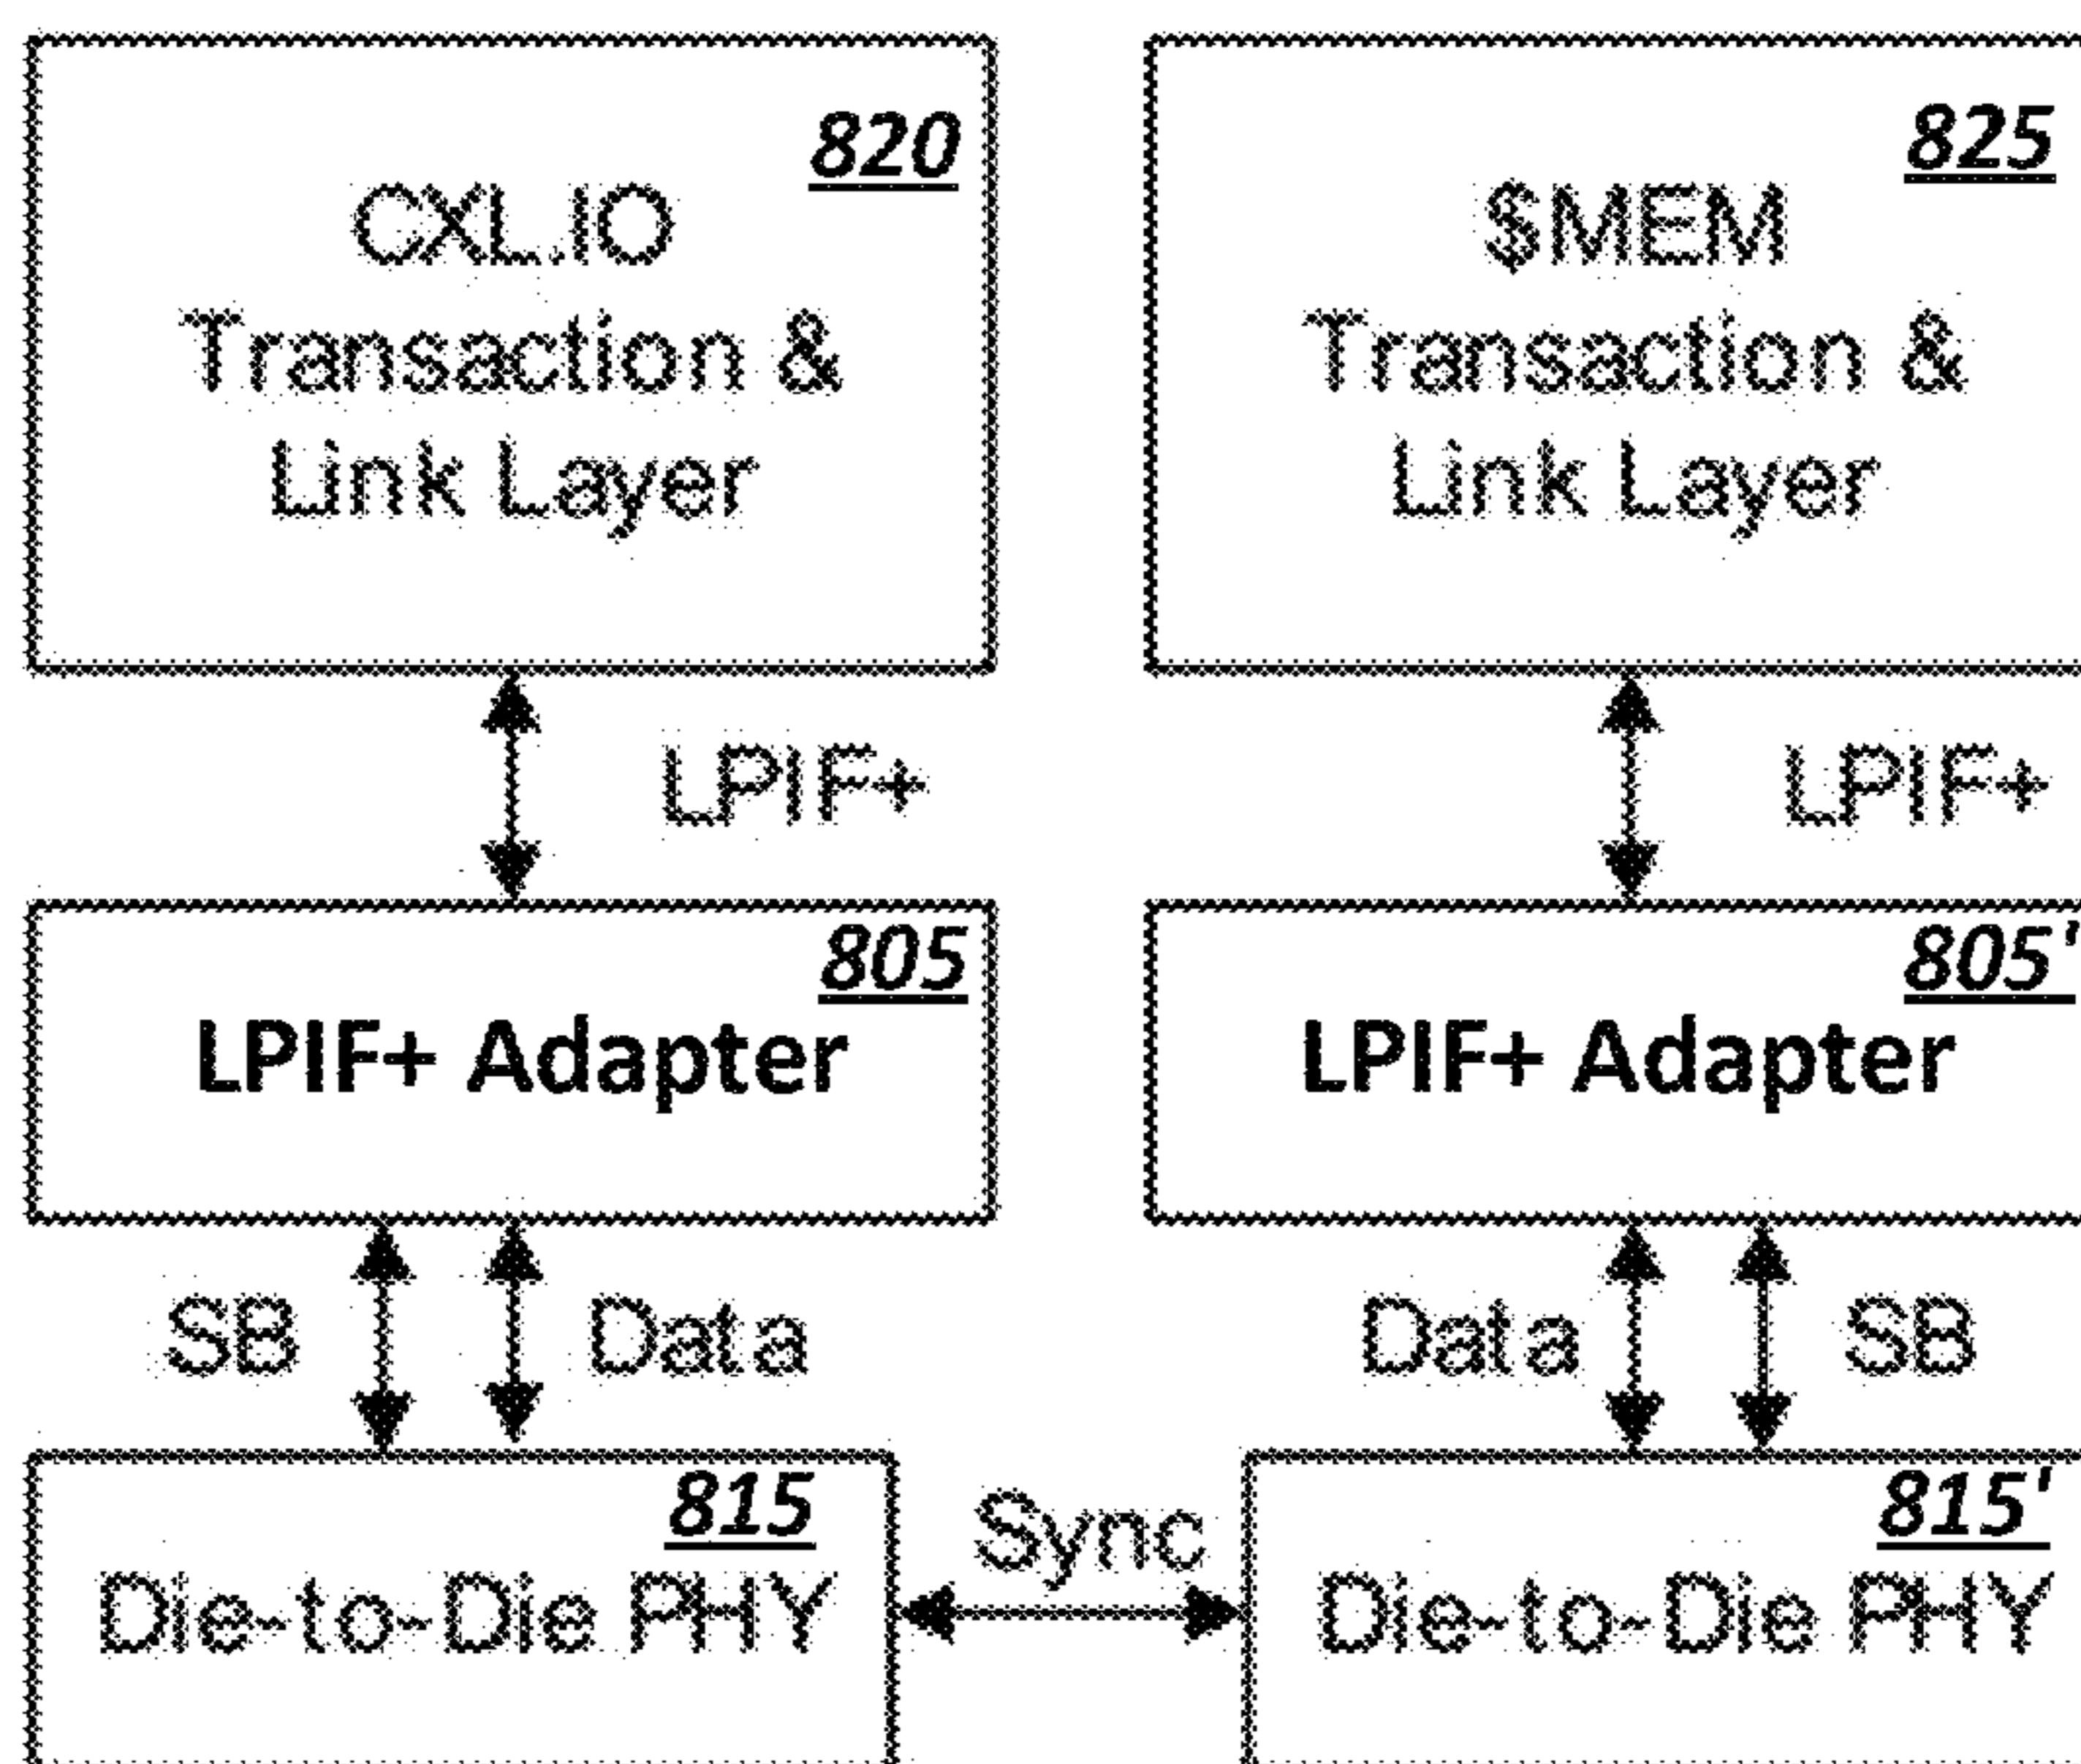 820
CXL.IO
Transaction &
Link Layer
825
$MEM
Transaction &
Link Layer
LPIF+
LPIF+
805
LPIF+ Adapter
805'
LPIF+ Adapter
SB
Data
Data
SB
815
Die-to-Die PHY
Sync
815'
Die-to-Die PHY